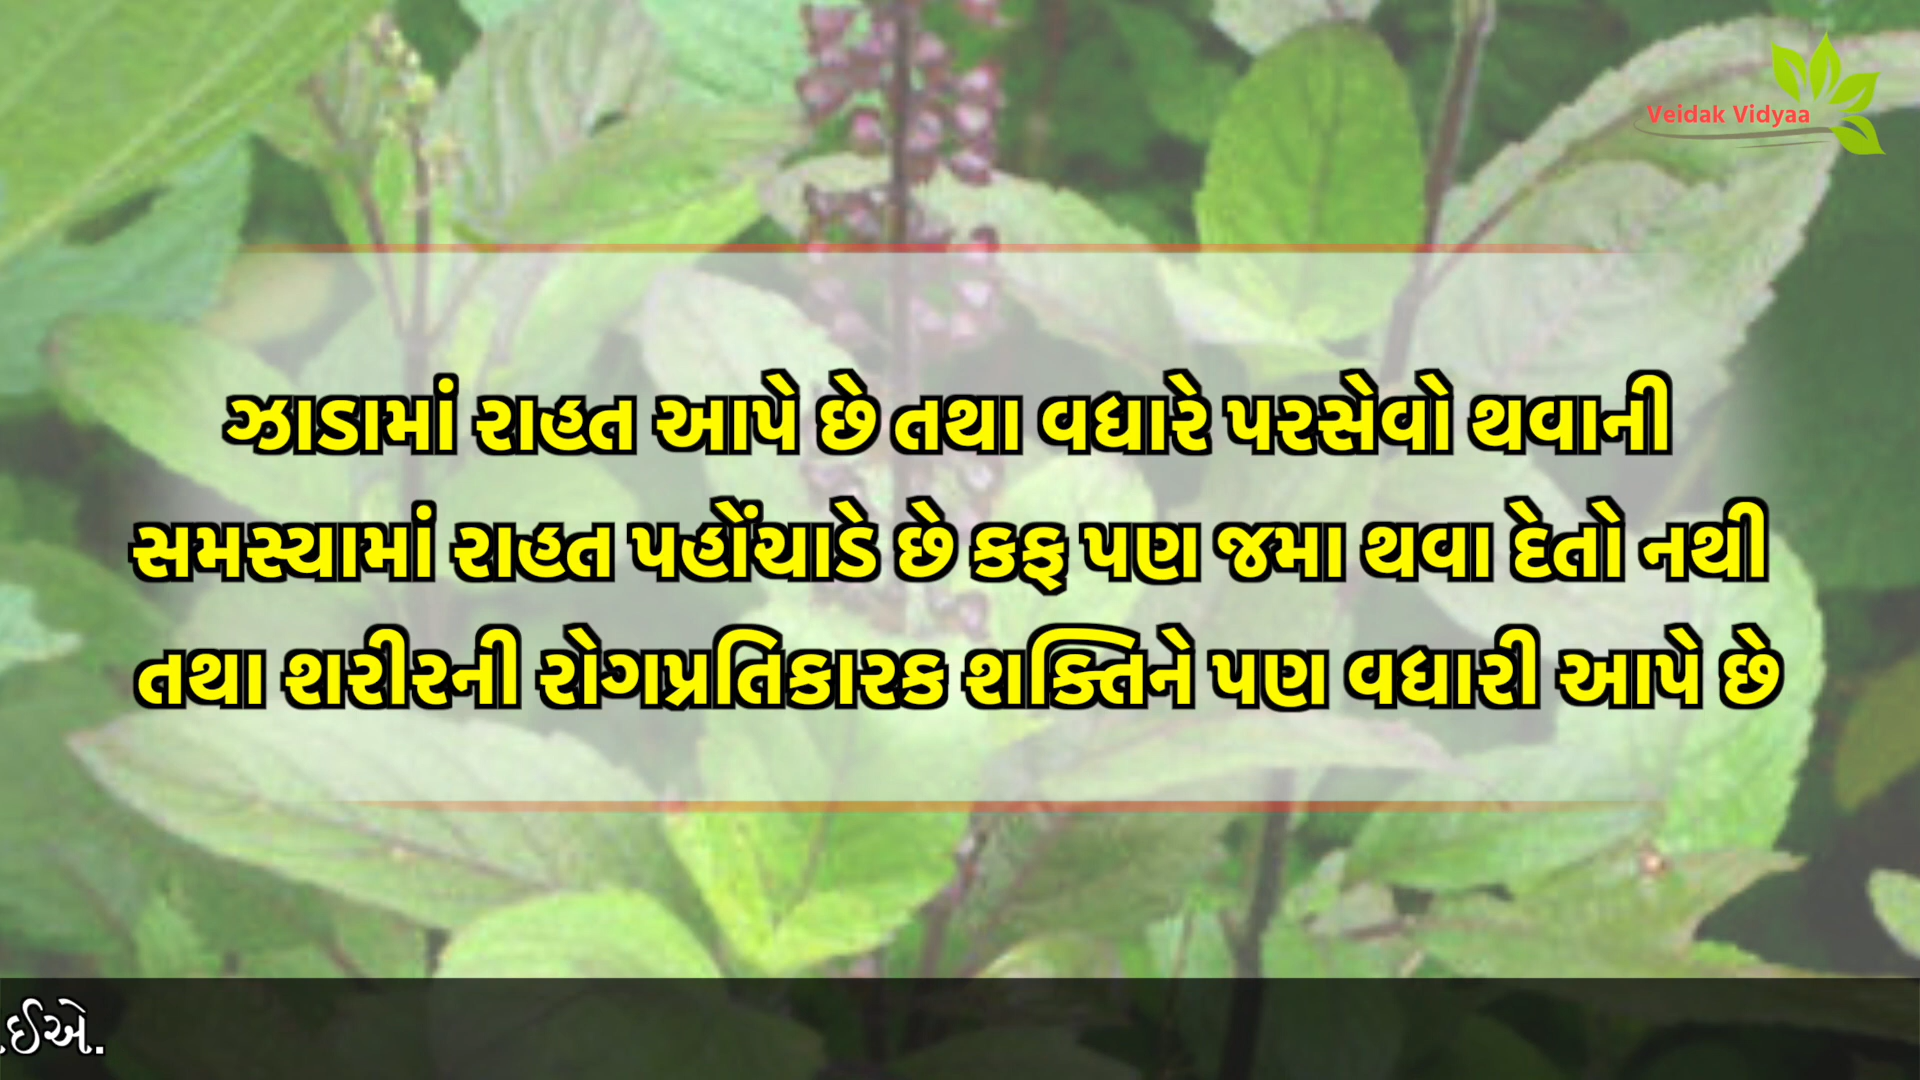 Veidak Vidyaa
ઝાડામાં રાહત આપે છે તથા વધારે પરસેવો થવાની
સમસ્યામાં રાહત પહોંચાડે છે કફ પણ જમા થવા દેતો નથી
તથા શરીરની રોગપ્રતિકારક શક્તિને પણ વધારી આપે છે